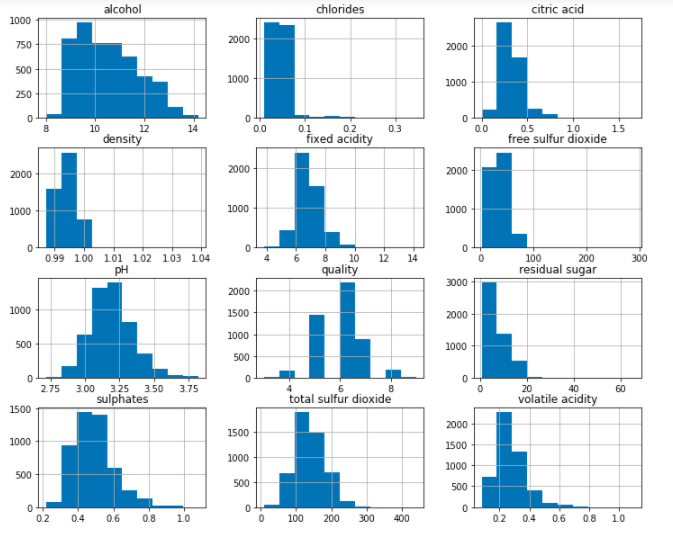 alcohol chlorides citric acid
1000
750
500
250
0
8 10 12 14
2000
1000
0
0.0 0.1 0.2 0.3
2000
1000
0
0.0 0.5 1.0 1.5
density fixed acidity free sulfur dioxide
2000
1000
0
0.99 1.00 1.01 1.02 1.03 1.04
2000
1000
0
4 6 8 10 12 14
2000
1000
0
0 100 200 300
pH quality residual sugar
1000
500
0
2.75 3.00 3.25 3.50 3.75
2000
1500
1000
500
0
4 6 8
3000
2000
1000
0
0 20 40 60
sulphates total sulfur dioxide volatile acidity
1500
1000
500
0
0.2 0.4 0.6 0.8 1.0
1500
1000
500
0
0 100 200 300 400
2000
1500
1000
500
0
0.2 0.4 0.6 0.8 1.0